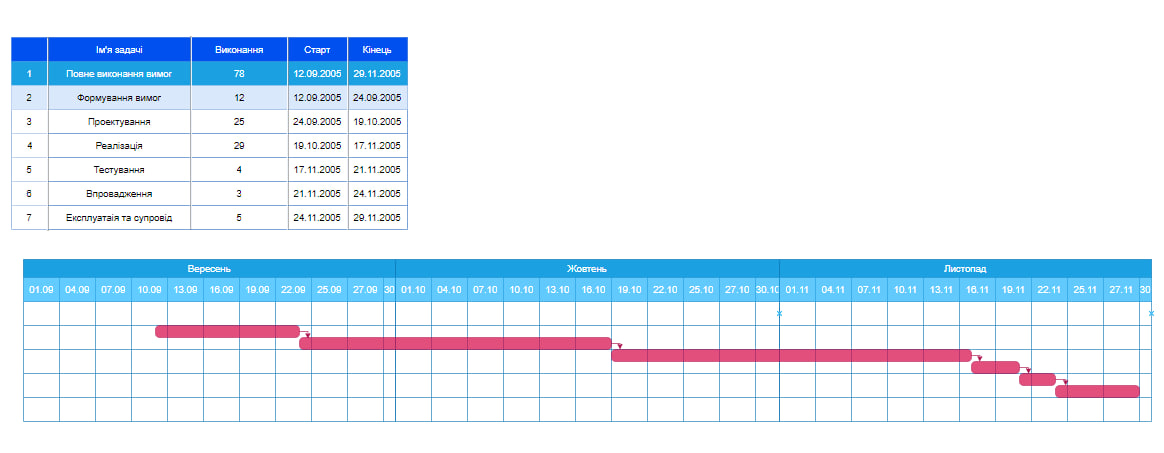 Ім'я задачі Виконання Старт Кінець
1 Повне виконання вимог 78 12.09.2005 29.11.2005
2 Формування вимог 12 12.09.2005 24.09.2005
3 Проектування 25 24.09.2005 19.10.2005
4 Реалізація 29 19.10.2005 17.11.2005
5 Тестування 4 17.11.2005 21.11.2005
6 Впровадження 3 21.11.2005 24.11.2005
7 Експлуатаія та супровід 5 24.11.2005 29.11.2005
Вересень Жовтень Листопад
01.09 04.09 07.09 10.09 13.09 16.09 19.09 22.09 25.09 27.09 30 01.10 04.10 07.10 10.10 13.10 16.10 19.10 22.10 25.10 27.10 30.10 01.11 04.11 07.11 10.11 13.11 16.11 19.11 22.11 25.11 27.11 30